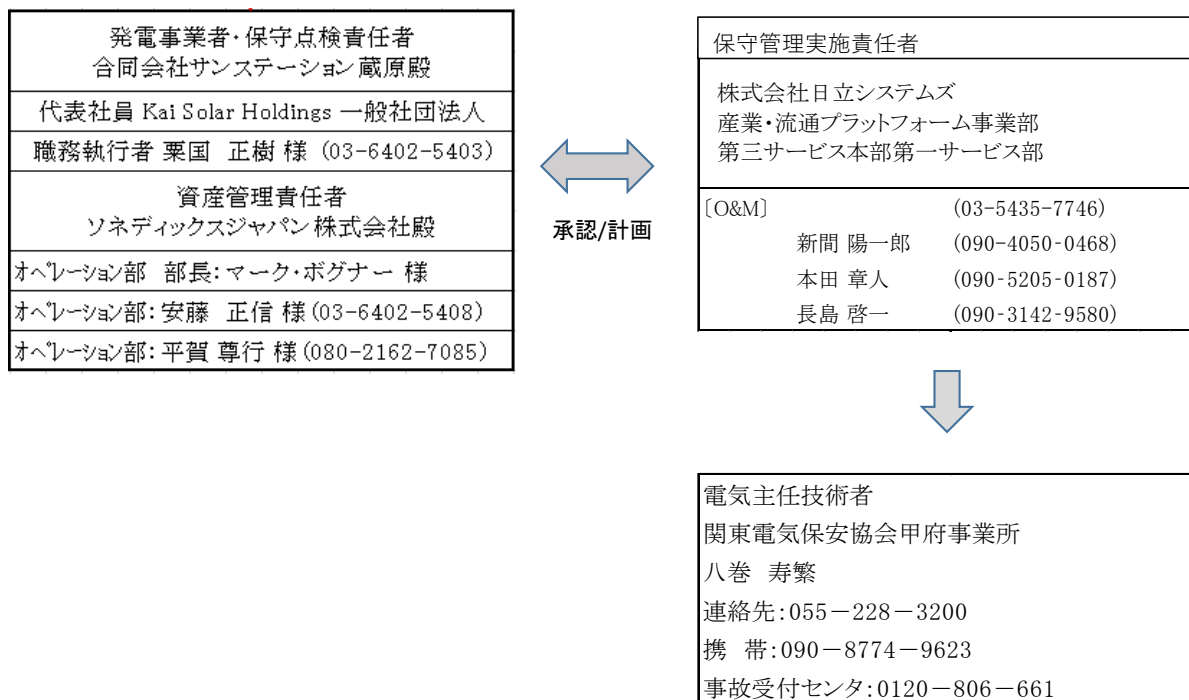 発電事業者・保守点検責任者
合同会社サンステーション蔵原殿
代表社員 Kai Solar Holdings 一般社団法人
職務執行者 粟国 正樹 様 (03-6402-5403)
資産管理責任者
ソネディックスジャパン 株式会社殿
オペレーション部 部長：マーク・ボグナー 様
オペレーション部：安藤 正信 様(03-6402-5408)
オペレーション部：平賀 尊行 様(080-2162-7085)
承認/計画
保守管理実施責任者
株式会社日立システムズ
産業・流通プラットフォーム事業部
第三サービス本部第一サービス部
〔O&M〕 (03-5435-7746)
新間 陽一郎 (090-4050-0468)
本田 章人 (090-5205-0187)
長島 啓一 (090-3142-9580)
電気主任技術者
関東電気保安協会甲府事業所
八巻 寿繁
連絡先：055－228－3200
携 帯：090－8774－9623
事故受付センタ：0120－806－661